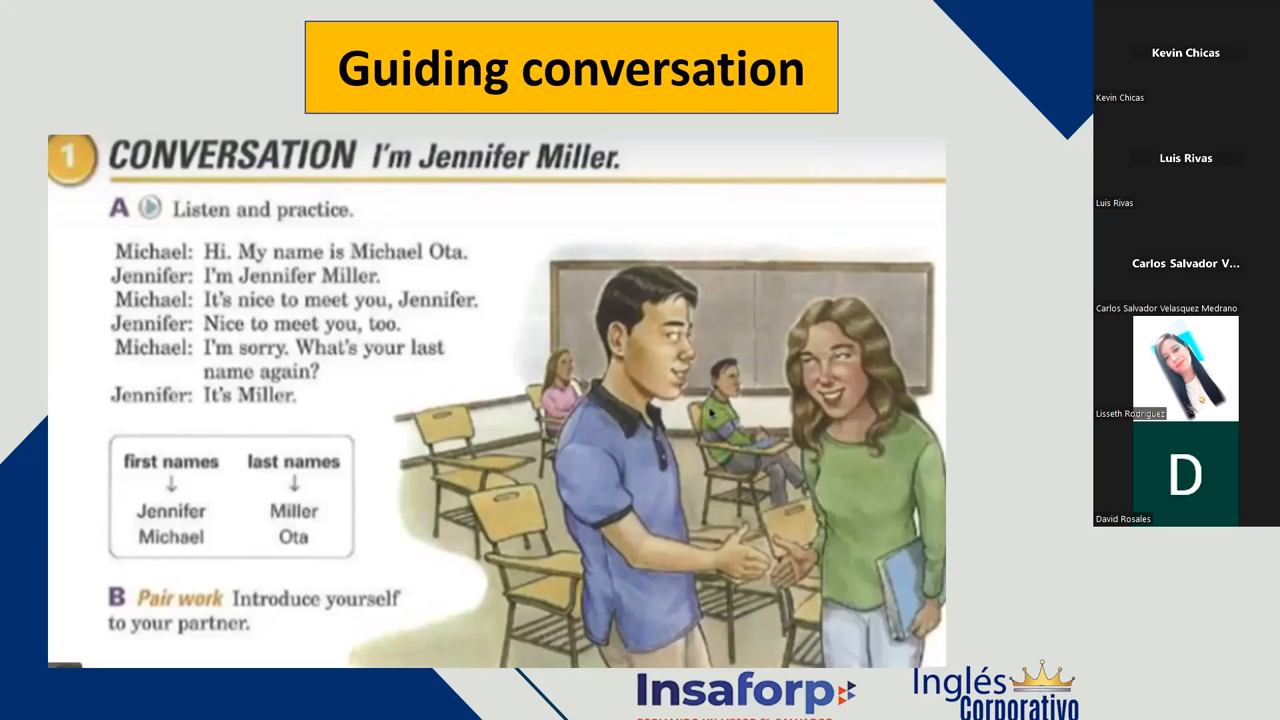 Guiding conversation
1 CONVERSATION I'm Jennifer Miller.
A Listen and practice.
Michael: Hi. My name is Michael Ota.
Jennifer: I'm Jennifer Miller.
Michael: It's nice to meet you, Jennifer.
Jennifer: Nice to meet you, too.
Michael: I'm sorry. What's your last
name again?
Jennifer: It's Miller.
first names last names
Jennifer Miller
Michael Ota
B Pair work Introduce yourself
to your partner.
Insaforp
Inglés
Corporativo
Kevin Chicas
Kevin Chicas
Luis Rivas
Luis Rivas
Carlos Salvador V...
Carlos Salvador Velasquez Medrano
Lisseth Rodriguez
D
David Rosales